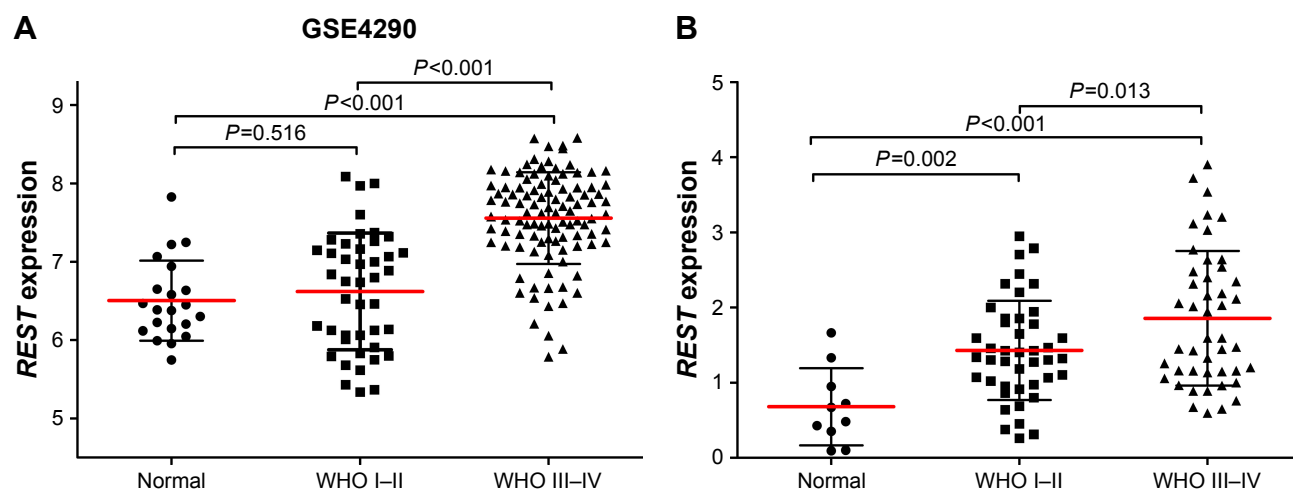 A
GSE4290
P<0.001
P<0.001
P=0.516
REST expression
9
8
7
6
5
Normal
WHO I–II
WHO III–IV
B
P=0.013
P<0.001
P=0.002
REST expression
5
4
3
2
1
0
Normal
WHO I–II
WHO III–IV